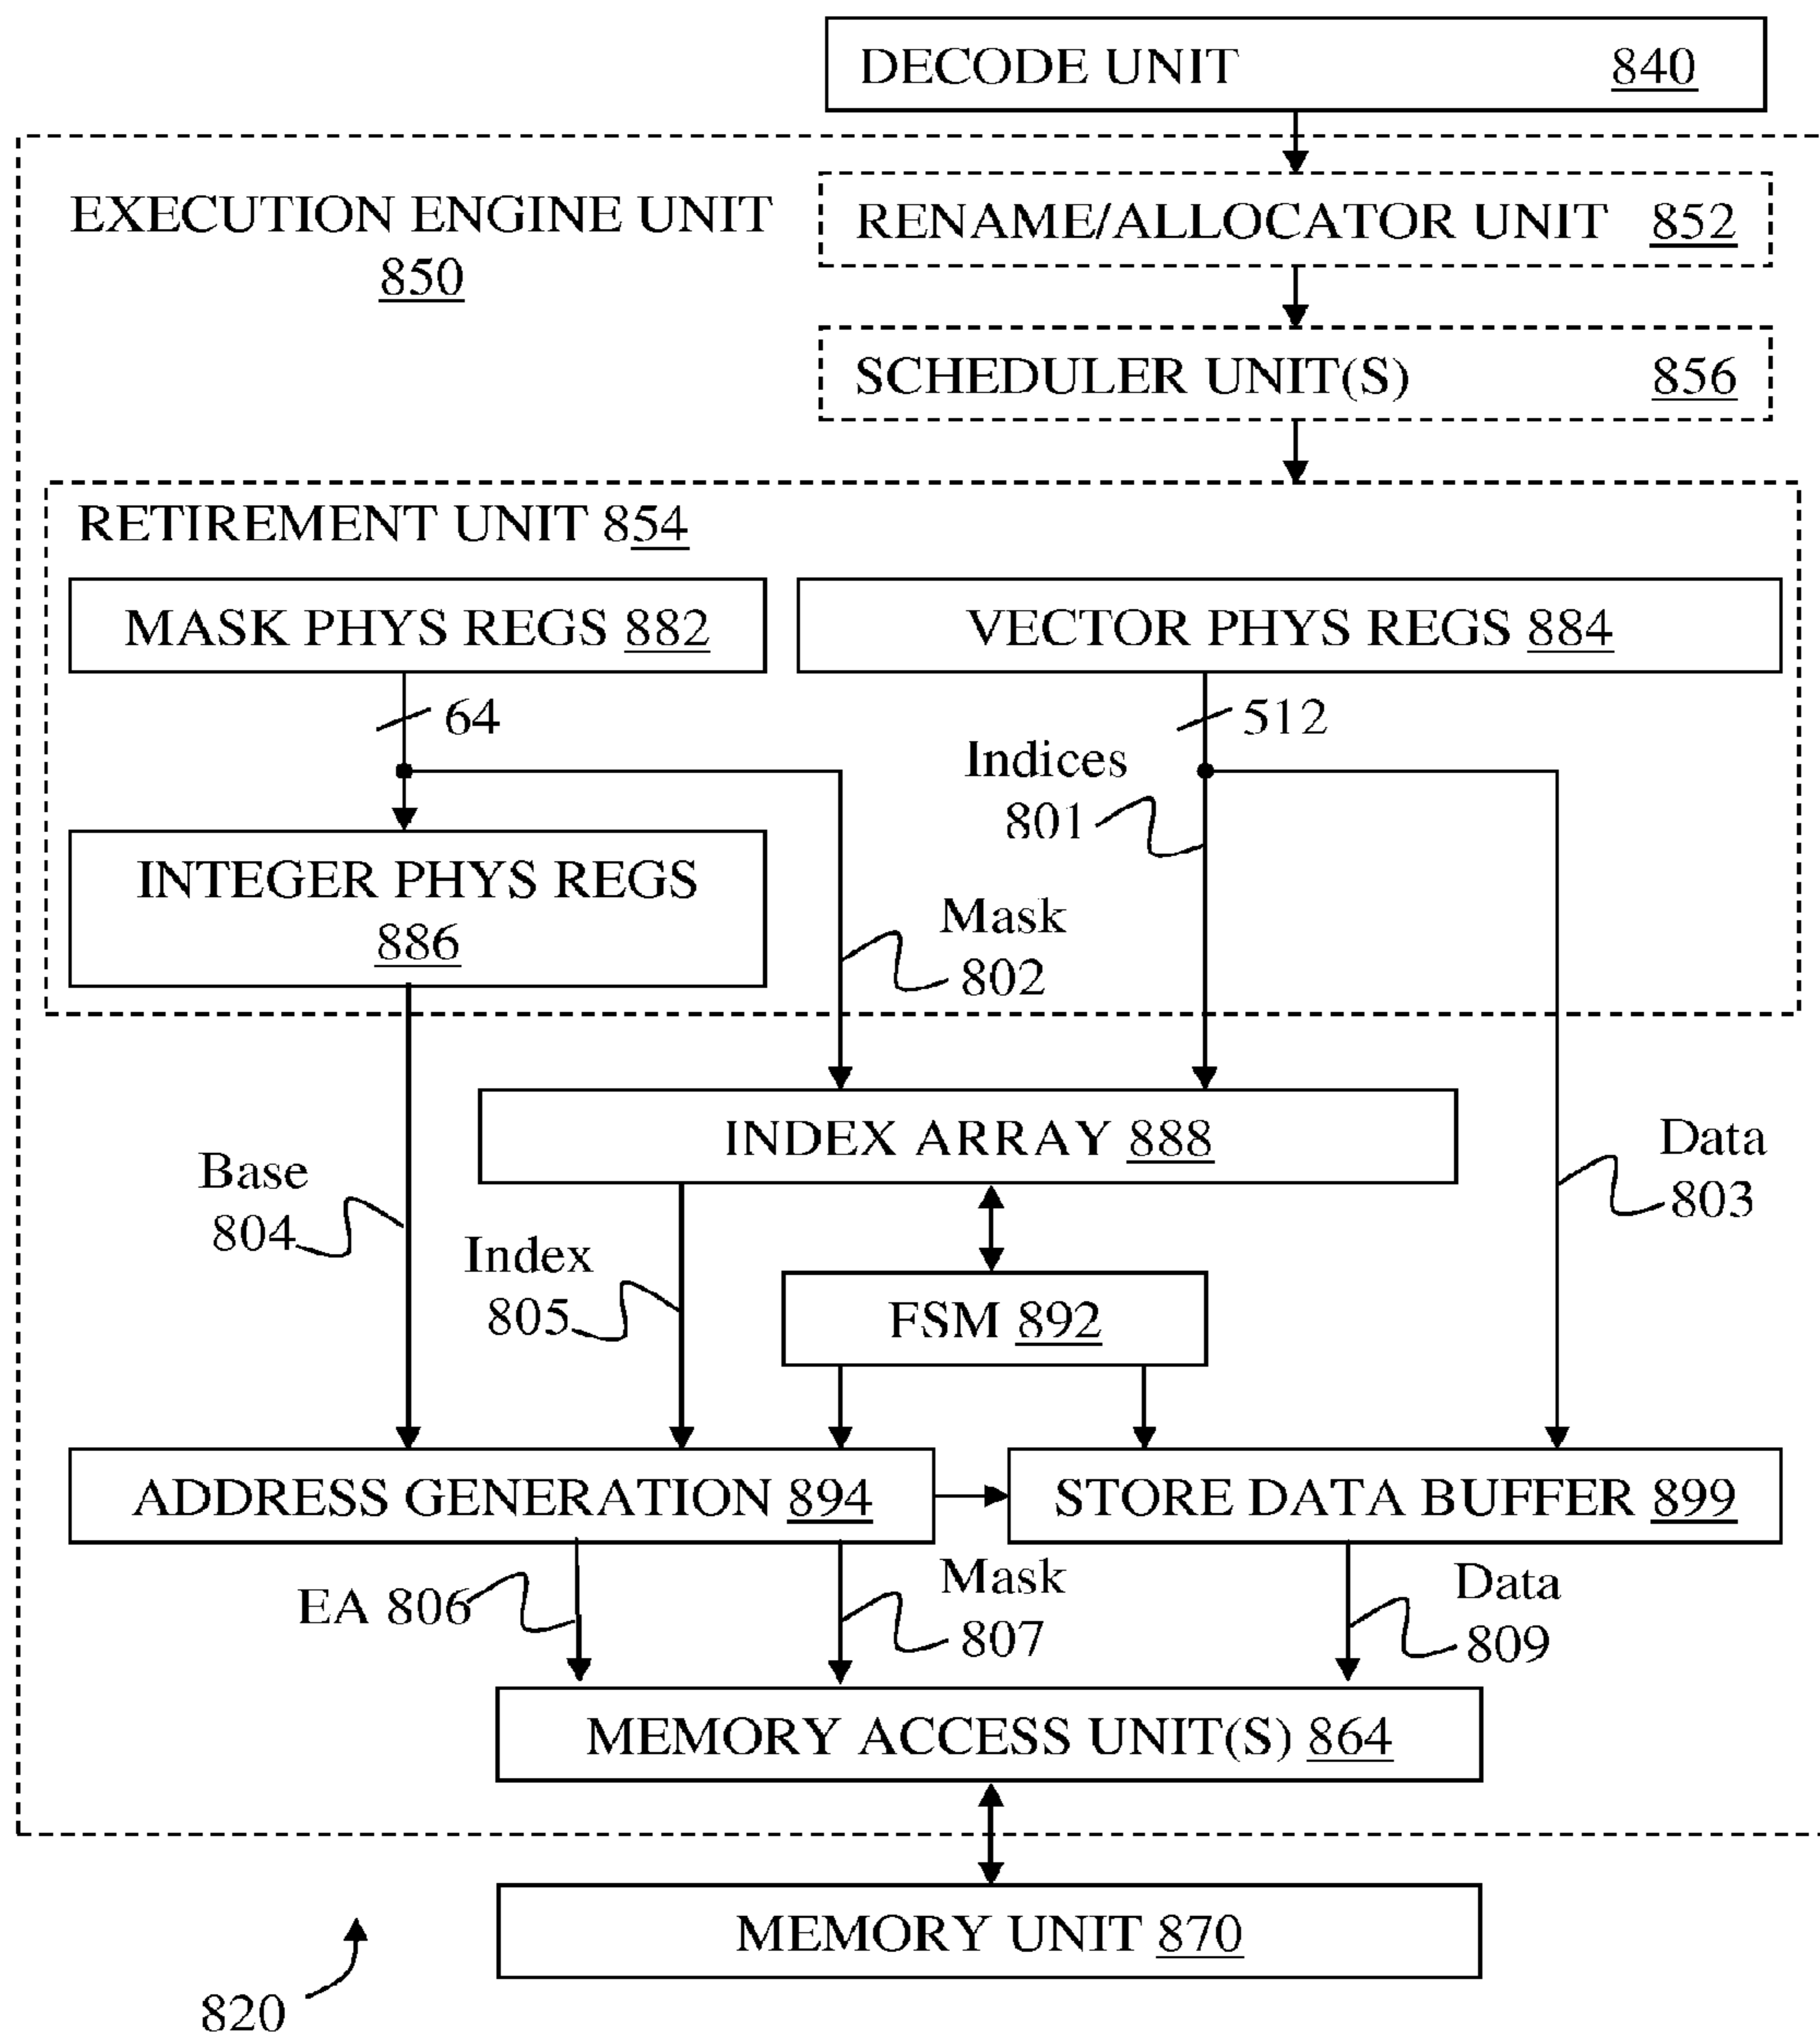 DECODE UNIT 840
EXECUTION ENGINE UNIT
850
RENAME/ALLOCATOR UNIT 852
SCHEDULER UNIT(S) 856
RETIREMENT UNIT 854
MASK PHYS REGS 882
VECTOR PHYS REGS 884
64
512
Indices
801
INTEGER PHYS REGS
886
Mask
802
INDEX ARRAY 888
Base
804
Data
803
Index
805
FSM 892
ADDRESS GENERATION 894
STORE DATA BUFFER 899
EA 806
Mask
807
Data
809
MEMORY ACCESS UNIT(S) 864
MEMORY UNIT 870
820